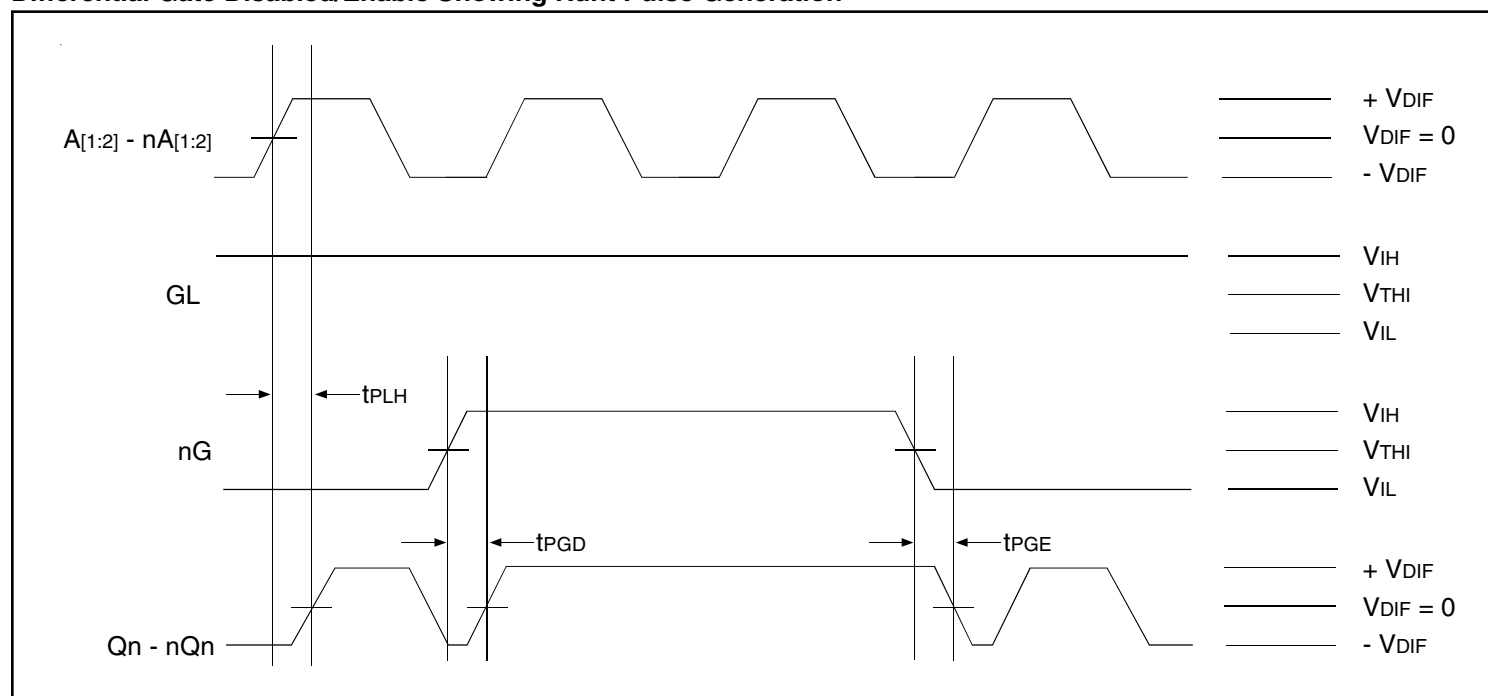 Differential Gate Disabled/Enable Showing Runt Pulse Generation
A[1:2] - nA[1:2]
+ VDIF
VDIF = 0
- VDIF
GL
VIH
VTHI
VIL
tPLH
nG
VIH
VTHI
VIL
tPGD
tPGE
Qn - nQn
+ VDIF
VDIF = 0
- VDIF